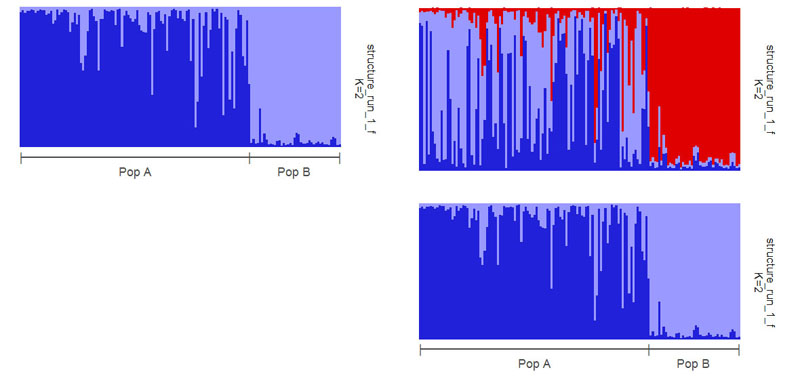 structure_run_1_f
K=2
Pop A
Pop B
structure_run_1_f
K=2
structure_run_1_f
K=2
Pop A
Pop B